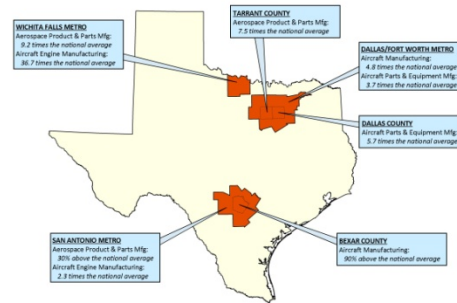 WICHITA FALLS METRO
Aerospace Product & Parts Mfg:
9.2 times the national average
Aircraft Engine Manufacturing:
36.7 times the national average
TARRANT COUNTY
Aerospace Product & Parts Mfg:
7.5 times the national average
DALLAS/FORT WORTH METRO
Aircraft Manufacturing:
4.8 times the national average
Aircraft Parts & Equipment Mfg:
3.7 times the national average
DALLAS COUNTY
Aircraft Parts & Equipment Mfg:
5.7 times the national average
SAN ANTONIO METRO
Aerospace Product & Parts Mfg:
30% above the national average
Aircraft Engine Manufacturing:
2.3 times the national average
BEXAR COUNTY
Aircraft Manufacturing:
90% above the national average